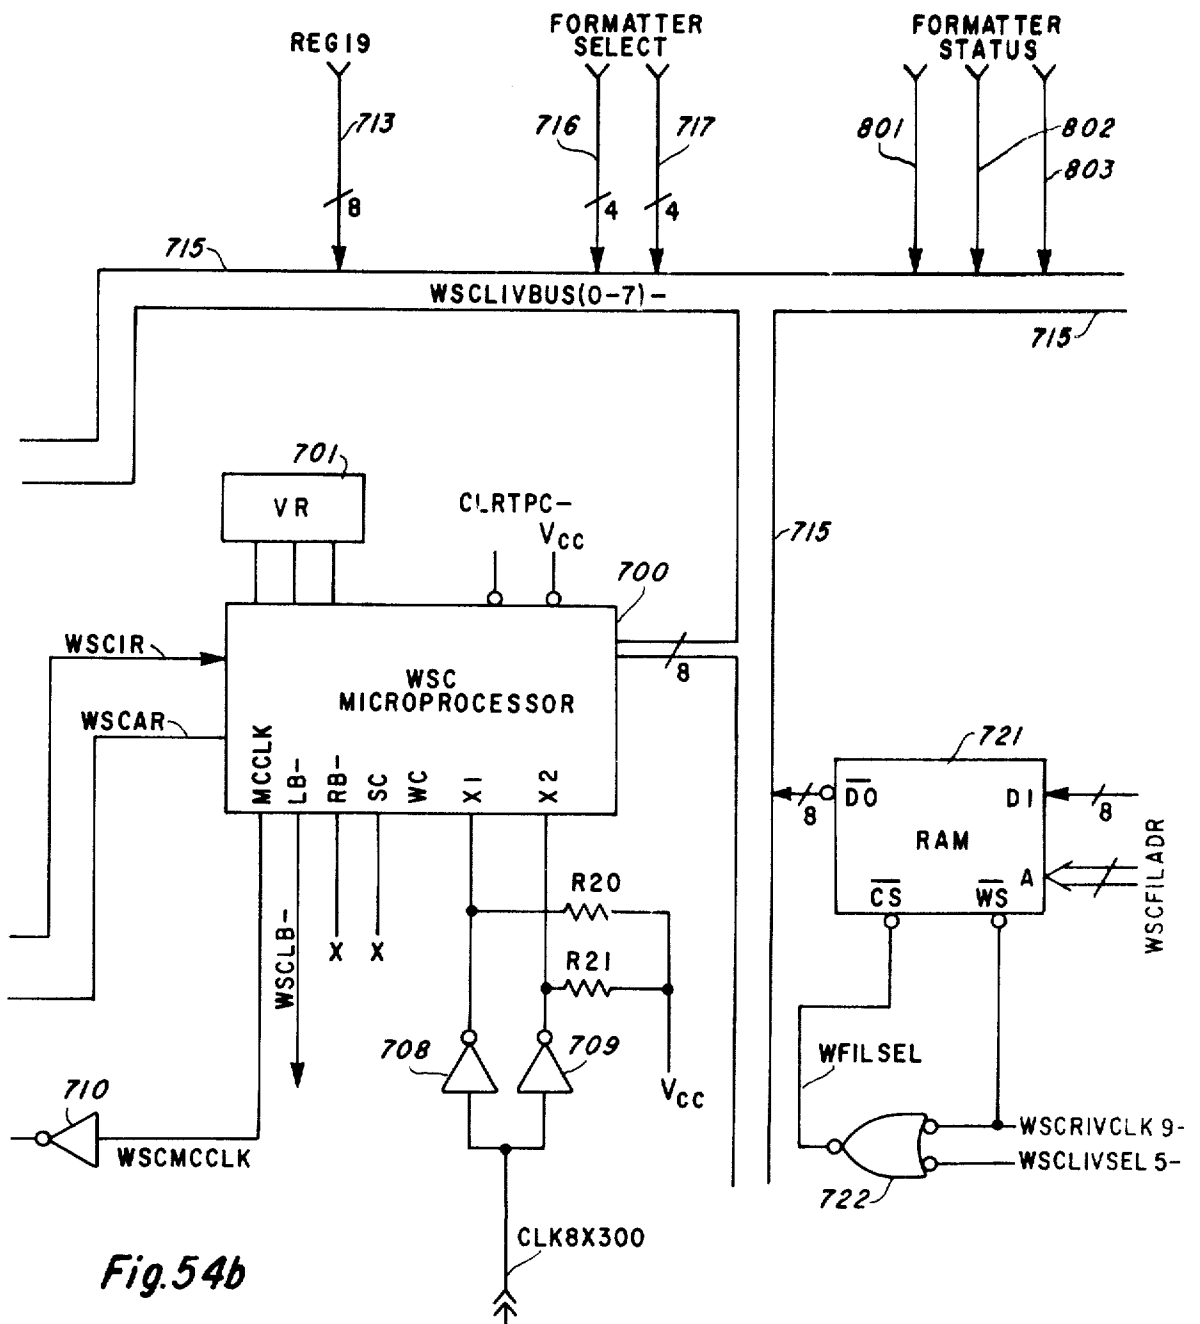 REG19
FORMATTER
SELECT
FORMATTER
STATUS
713
716
717
801
802
803
8
4
4
715
WSCLIVBUS(0-7)-
715
701
VR
CLRTPC-
VCC
715
700
WSCIR
WSC
MICROPROCESSOR
8
WSCAR
MCCLK
LB-
RB-
SC
WC
X1
X2
721
DO
DI
8
8
RAM
A
CS
WS
WSCFILADR
R20
X
X
WSCLB-
R21
708
709
WFILSEL
710
VCC
WSCMCCLK
WSCRIVCLK 9-
WSCLIVSEL 5-
722
CLK8X300
Fig.54b